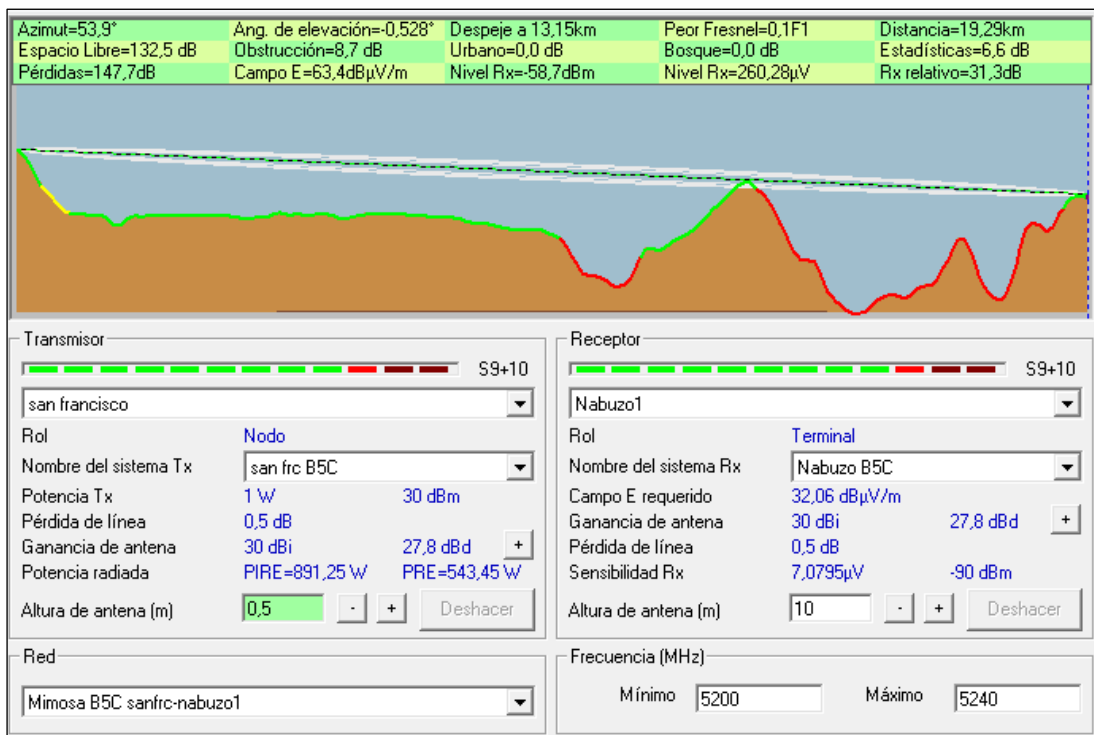 Azimut=53,9° Ang. de elevación=-0,528° Despeje a 13,15km Peor Fresnel=0,1F1 Distancia=19,29km
Espacio Libre=132,5 dB Obstrucción=8,7 dB Urbano=0,0 dB Bosque=0,0 dB Estadísticas=6,6 dB
Pérdidas=147,7dB Campo E=63,4dBµV/m Nivel Rx=-58,7dBm Nivel Rx=260,28µV Rx relativo=31,3dB
Transmisor
S9+10
san francisco
Rol Nodo
Nombre del sistema Tx san frc B5C
Potencia Tx 1 W 30 dBm
Pérdida de línea 0,5 dB
Ganancia de antena 30 dBi 27,8 dBd +
Potencia radiada PIRE=891,25 W PRE=543,45 W
Altura de antena (m) 0,5 - + Deshacer
Receptor
S9+10
Nabuzo1
Rol Terminal
Nombre del sistema Rx Nabuzo B5C
Campo E requerido 32,06 dBµV/m
Ganancia de antena 30 dBi 27,8 dBd +
Pérdida de línea 0,5 dB
Sensibilidad Rx 7,0795µV -90 dBm
Altura de antena (m) 10 - + Deshacer
Red
Mimosa B5C sanfrc-nabuzo1
Frecuencia (MHz)
Mínimo 5200 Máximo 5240